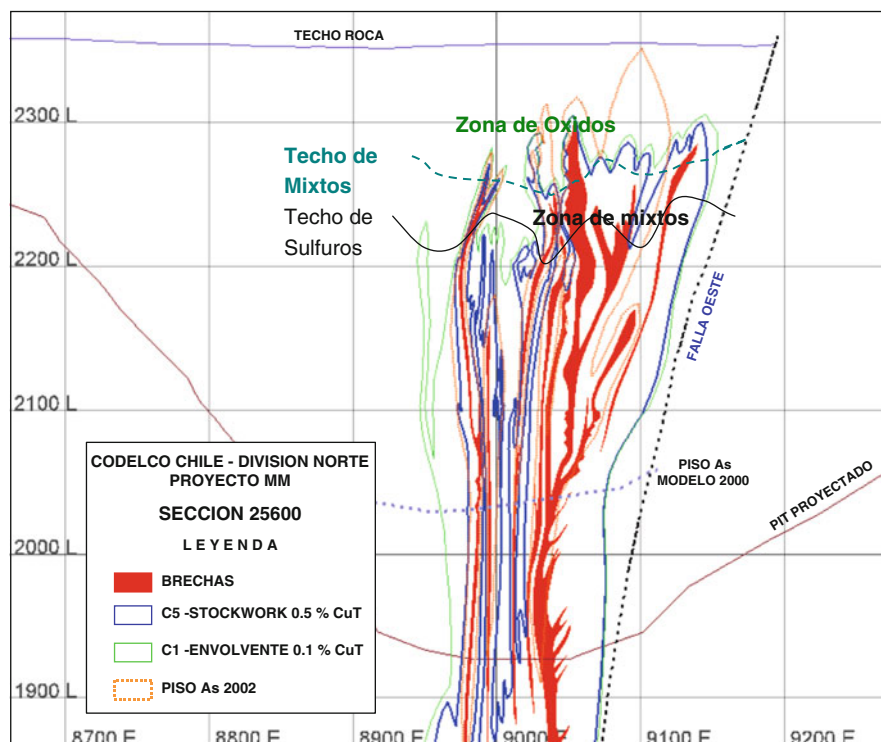 TECHO ROCA
2300 L
Zona de Oxidos
Techo de
Mixtos
Techo de
Sulfuros
Zona de mixtos
2200 L
FALLA OESTE
2100 L
CODELCO CHILE - DIVISION NORTE
PROYECTO MM
SECCION 25600
LEYENDA
BRECHAS
C5 -STOCKWORK 0.5 % CuT
C1 -ENVOLVENTE 0.1 % CuT
PISO As 2002
PISO As
MODELO 2000
PIT PROYECTADO
2000 L
1900 L
8700 E
8800 E
8900 E
9000 E
9100 E
9200 E